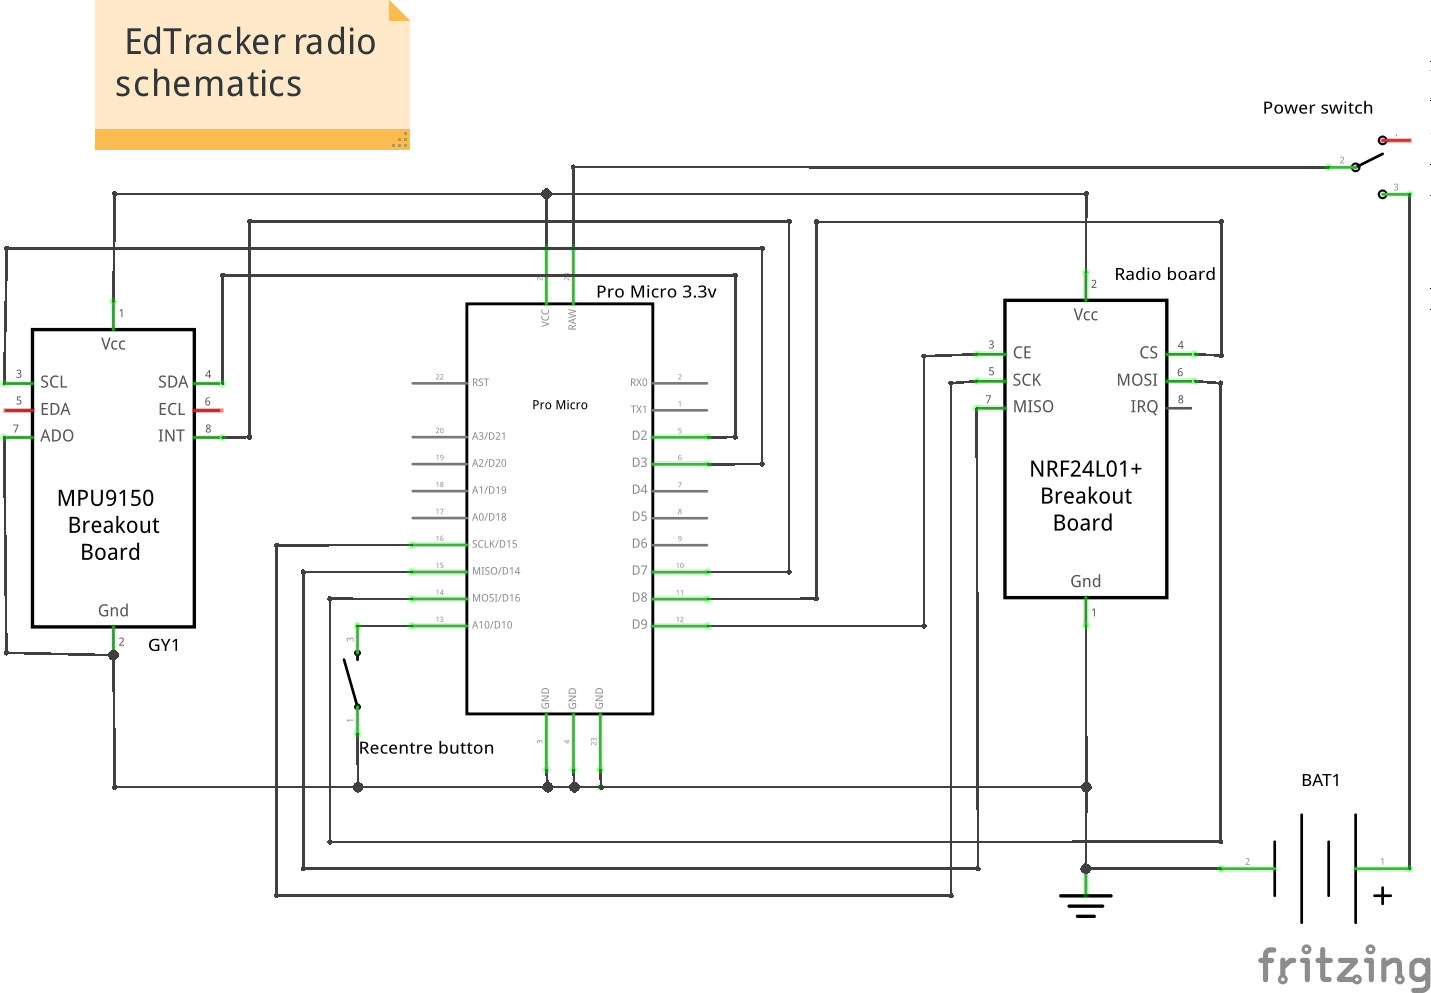 EdTracker radio
schematics
Power switch
2
3
Radio board
Pro Micro 3.3v
1
Vcc
3 SCL SDA 4
5 EDA ECL 6
7 ADO INT 8
MPU9150
Breakout
Board
Gnd
2
GY1
VCC RAW
Pro Micro
22 RST RX0 2
TX1 1
20 A3/D21 D2 5
19 A2/D20 D3 6
18 A1/D19 D4 7
17 A0/D18 D5 8
16 SCLK/D15 D6 9
15 MISO/D14 D7 10
14 MOSI/D16 D8 11
13 A10/D10 D9 12
GND GND GND
3 4 23
3
1
Recentre button
2
Vcc
3 CE CS 4
5 SCK MOSI 6
7 MISO IRQ 8
NRF24L01+
Breakout
Board
Gnd
1
BAT1
2 1
+
fritzing